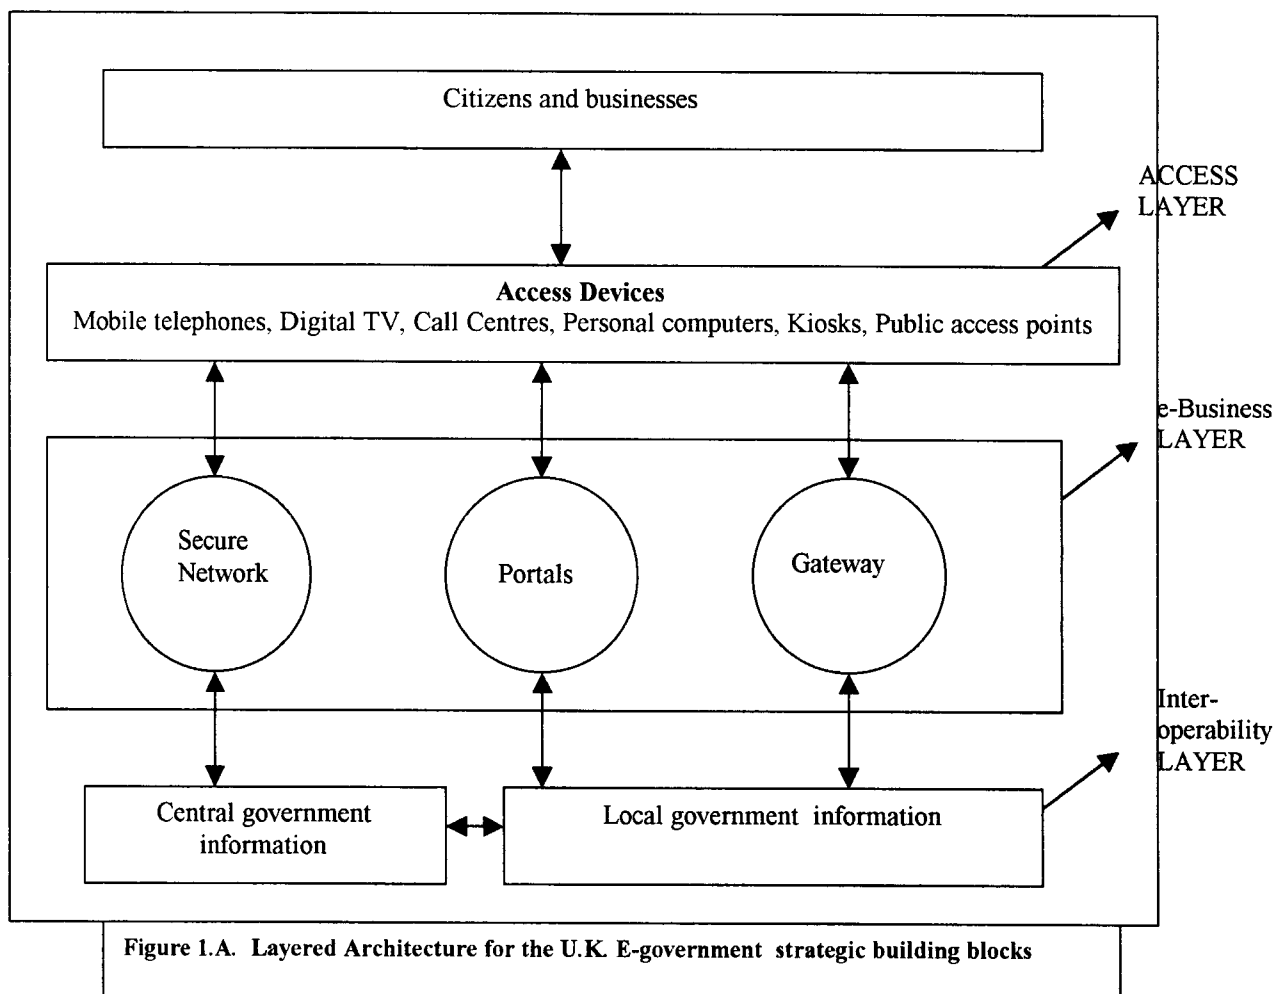 Citizens and businesses
ACCESS
LAYER
Access Devices
Mobile telephones, Digital TV, Call Centres, Personal computers, Kiosks, Public access points
e-Business
LAYER
Secure
Network
Portals
Gateway
Inter-
operability
LAYER
Central government
information
Local government information
Figure 1.A. Layered Architecture for the U.K. E-government strategic building blocks